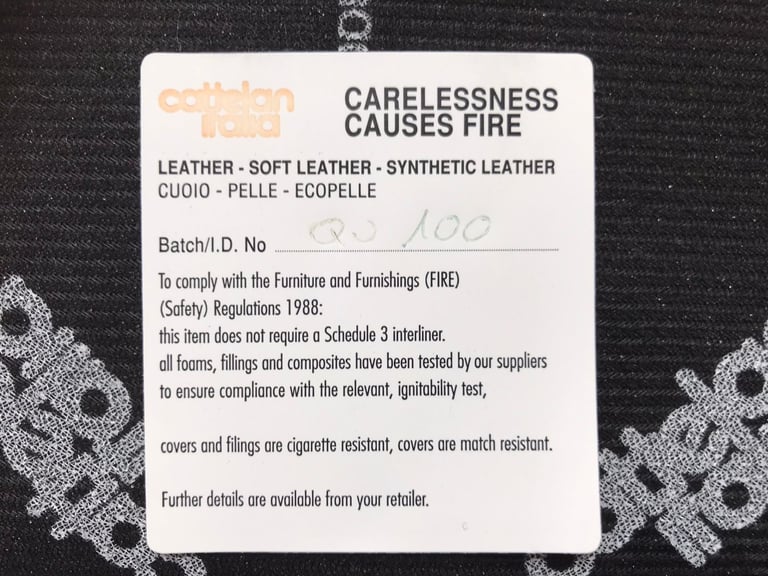 cattelan
italia
CARELESSNESS
CAUSES FIRE
LEATHER - SOFT LEATHER - SYNTHETIC LEATHER
CUOIO - PELLE - ECOPELLE
Batch/I.D. No QU 100
To comply with the Furniture and Furnishings (FIRE)
(Safety) Regulations 1988:
this item does not require a Schedule 3 interliner.
all foams, fillings and composites have been tested by our suppliers
to ensure compliance with the relevant, ignitability test,
covers and filings are cigarette resistant, covers are match resistant.
Further details are available from your retailer.